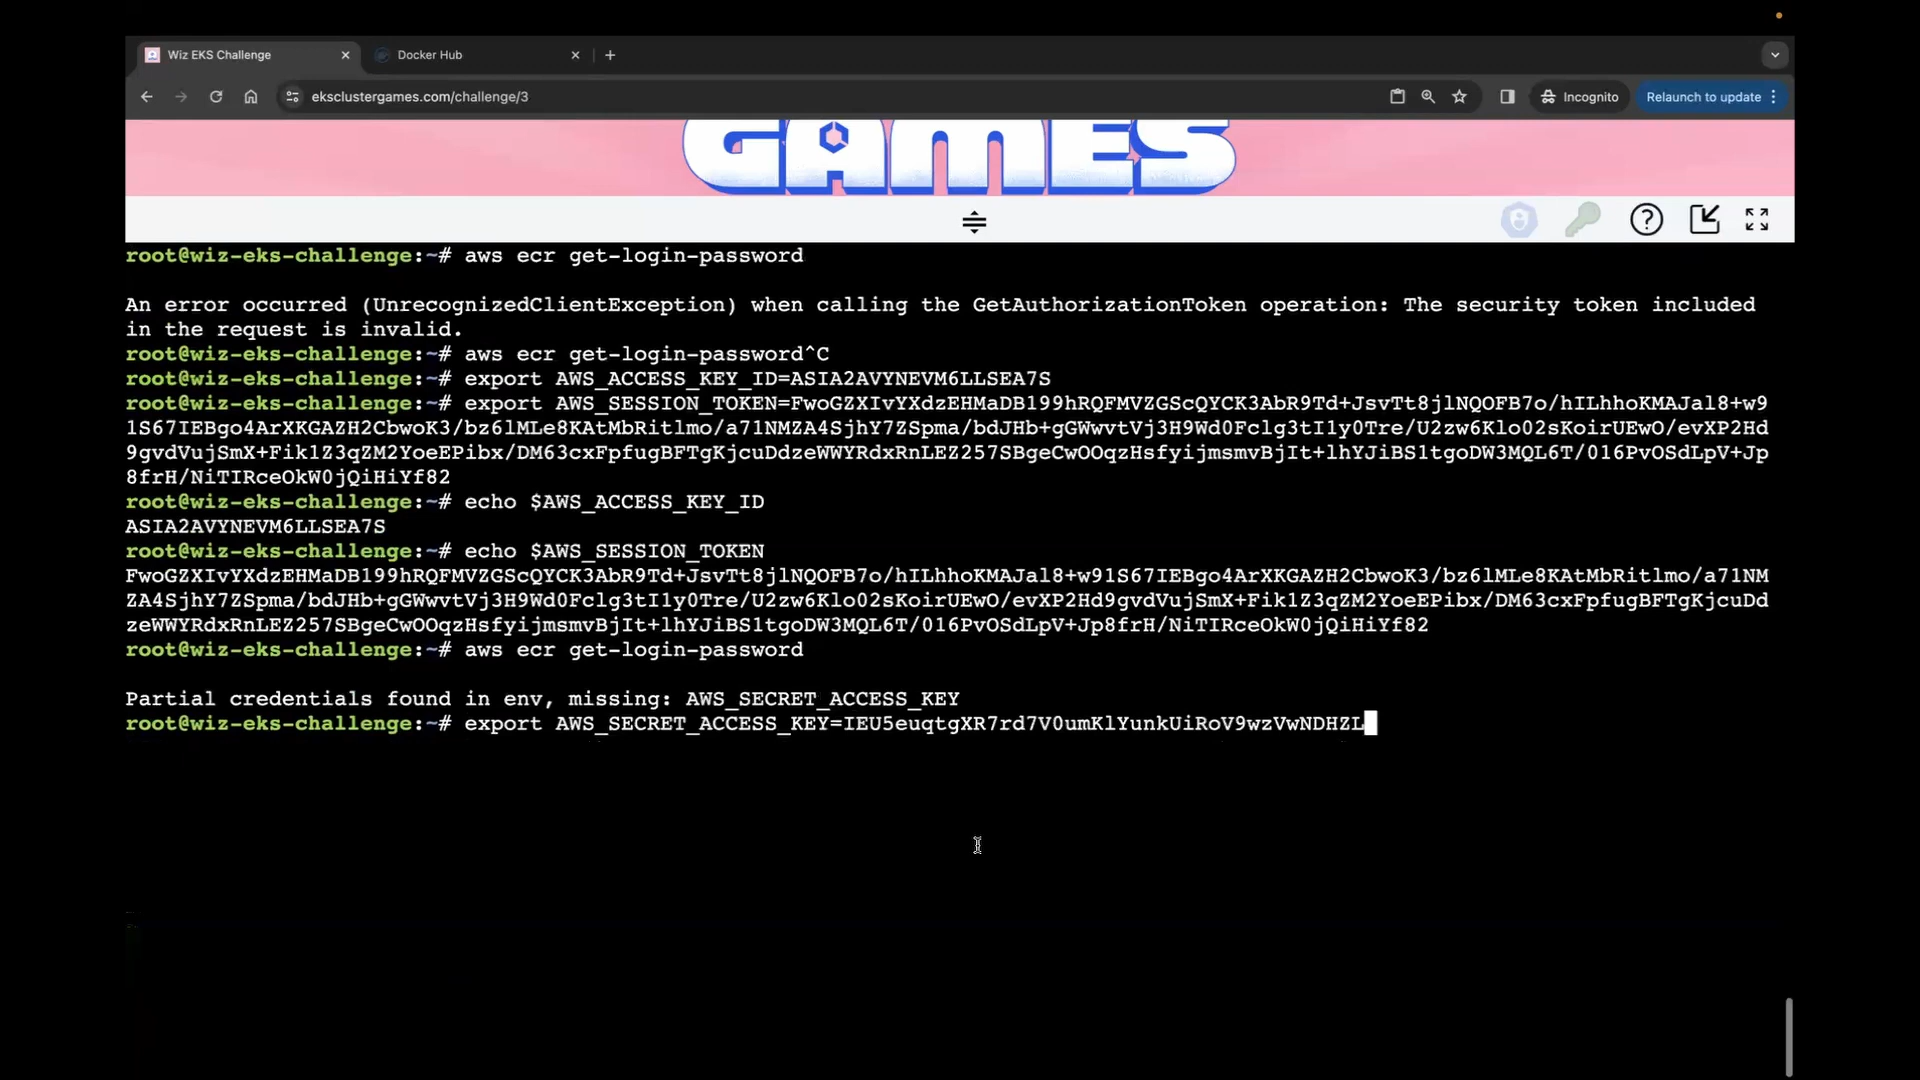 Wiz EKS Challenge
Docker Hub
eksclustergames.com/challenge/3
Incognito
Relaunch to update
GAMES
root@wiz-eks-challenge:~# aws ecr get-login-password
An error occurred (UnrecognizedClientException) when calling the GetAuthorizationToken operation: The security token included
in the request is invalid.
root@wiz-eks-challenge:~# aws ecr get-login-password^C
root@wiz-eks-challenge:~# export AWS_ACCESS_KEY_ID=ASIA2AVYNEVM6LLSEA7S
root@wiz-eks-challenge:~# export AWS_SESSION_TOKEN=FwoGZXIvYXdzEHMaDB199hRQFMVZGScQYCK3AbR9Td+JsvTt8jlNQOFB7o/hILhhoKMAJal8+w9
1S67IEBgo4ArXKGAZH2CbwoK3/bz6lMLe8KAtMbRitlmo/a71NMZA4SjhY7ZSpma/bdJHb+gGWwvtVj3H9Wd0Fclg3tI1y0Tre/U2zw6Klo02sKoirUEwO/evXP2Hd
9gvdVujSmX+Fik1Z3qZM2YoeEPibx/DM63cxFpfugBFTgKjcuDdzeWWYRdxRnLEZ257SBgeCwOOqzHsfyijmsmvBjIt+lhYJiBS1tgoDW3MQL6T/016PvOSdLpV+Jp
8frH/NiTIRceOkW0jQiHiYf82
root@wiz-eks-challenge:~# echo $AWS_ACCESS_KEY_ID
ASIA2AVYNEVM6LLSEA7S
root@wiz-eks-challenge:~# echo $AWS_SESSION_TOKEN
FwoGZXIvYXdzEHMaDB199hRQFMVZGScQYCK3AbR9Td+JsvTt8jlNQOFB7o/hILhhoKMAJal8+w91S67IEBgo4ArXKGAZH2CbwoK3/bz6lMLe8KAtMbRitlmo/a71NM
ZA4SjhY7ZSpma/bdJHb+gGWwvtVj3H9Wd0Fclg3tI1y0Tre/U2zw6Klo02sKoirUEwO/evXP2Hd9gvdVujSmX+Fik1Z3qZM2YoeEPibx/DM63cxFpfugBFTgKjcuDd
zeWWYRdxRnLEZ257SBgeCwOOqzHsfyijmsmvBjIt+lhYJiBS1tgoDW3MQL6T/016PvOSdLpV+Jp8frH/NiTIRceOkW0jQiHiYf82
root@wiz-eks-challenge:~# aws ecr get-login-password
Partial credentials found in env, missing: AWS_SECRET_ACCESS_KEY
root@wiz-eks-challenge:~# export AWS_SECRET_ACCESS_KEY=IEU5euqtgXR7rd7V0umKlYunkUiRoV9wzVwNDHZL